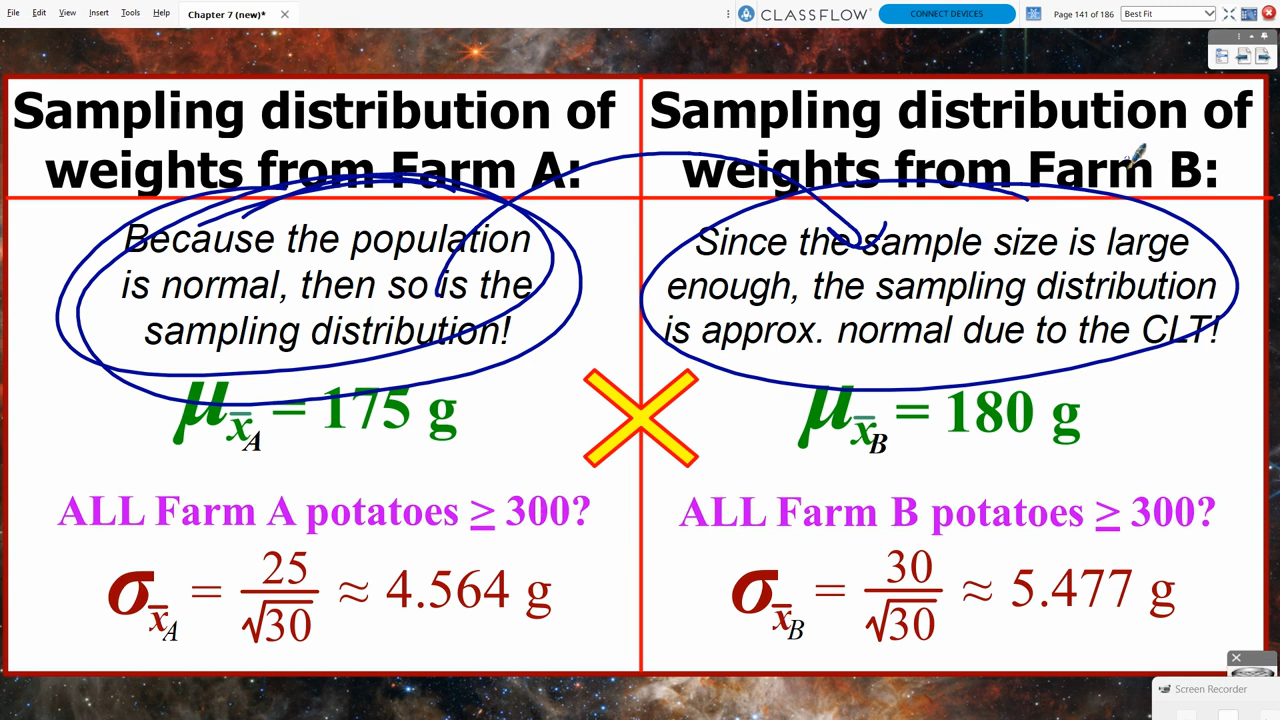 File Edit View Insert Tools Help
Chapter 7 (new)*
CLASSFLOW
CONNECT DEVICES
Page 141 of 186
Best Fit
Sampling distribution of
weights from Farm A:
Because the population
is normal, then so is the
sampling distribution!
μx̄A = 175 g
ALL Farm A potatoes ≥ 300?
σx̄A = 25/√30 ≈ 4.564 g
Sampling distribution of
weights from Farm B:
Since the sample size is large
enough, the sampling distribution
is approx. normal due to the CLT!
μx̄B = 180 g
ALL Farm B potatoes ≥ 300?
σx̄B = 30/√30 ≈ 5.477 g
Screen Recorder